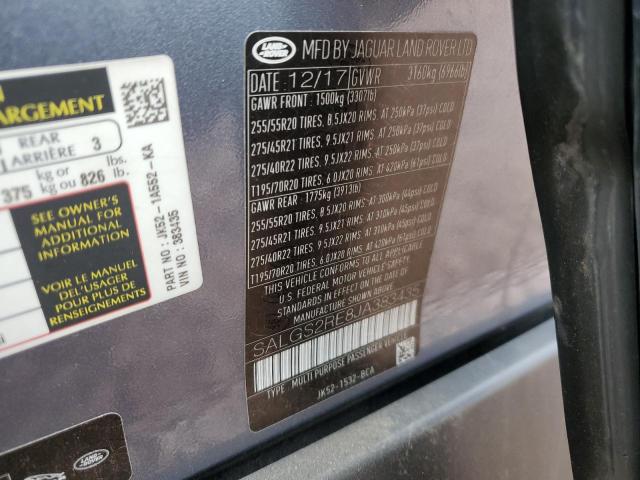 ARGEMENT
REAR
ARRIÈRE 3
375 kg or kg ou 826 lbs. lb.
SEE OWNER'S
MANUAL FOR
ADDITIONAL
INFORMATION
VOIR LE MANUEL
DEL'USAGER
POUR PLUS DE
RENSEIGNEMENTS
PART NO : JK52 - 1A552 - KA
VIN NO : 383435
LAND ROVER
MFD BY JAGUAR LAND ROVER LTD
DATE 12/17 GVWR 3160kg (6966lb)
GAWR FRONT : 1500kg (3307lb)
255/55R20 TIRES, 8.5JX20 RIMS, AT 250kPA (37psi) COLD
275/45R21 TIRES, 9.5JX21 RIMS, AT 250kPA (37psi) COLD
275/40R22 TIRES, 9.5JX22 RIMS, AT 250kPA (37psi) COLD
T195/70R20 TIRES, 6.0JX20 RIMS, AT 420kPA (61psi) COLD
GAWR REAR : 1775kg (3913lb)
255/55R20 TIRES, 8.5JX20 RIMS, AT 300kPA (44psi) COLD
275/45R21 TIRES, 9.5JX21 RIMS, AT 310kPA (45psi) COLD
275/40R22 TIRES, 9.5JX22 RIMS, AT 310kPA (45psi) COLD
T195/70R20 TIRES, 6.0JX20 RIMS, AT 420kPA (61psi) COLD
THIS VEHICLE CONFORMS TO ALL APPLICABLE
U.S. FEDERAL MOTOR VEHICLE SAFETY
STANDARDS IN EFFECT ON THE DATE OF
MANUFACTURE SHOWN ABOVE.
SALGS2RE8JA383435
TYPE : MULTI PURPOSE PASSENGER VEHICLE
JK52-1532-BCA
LAND ROVER